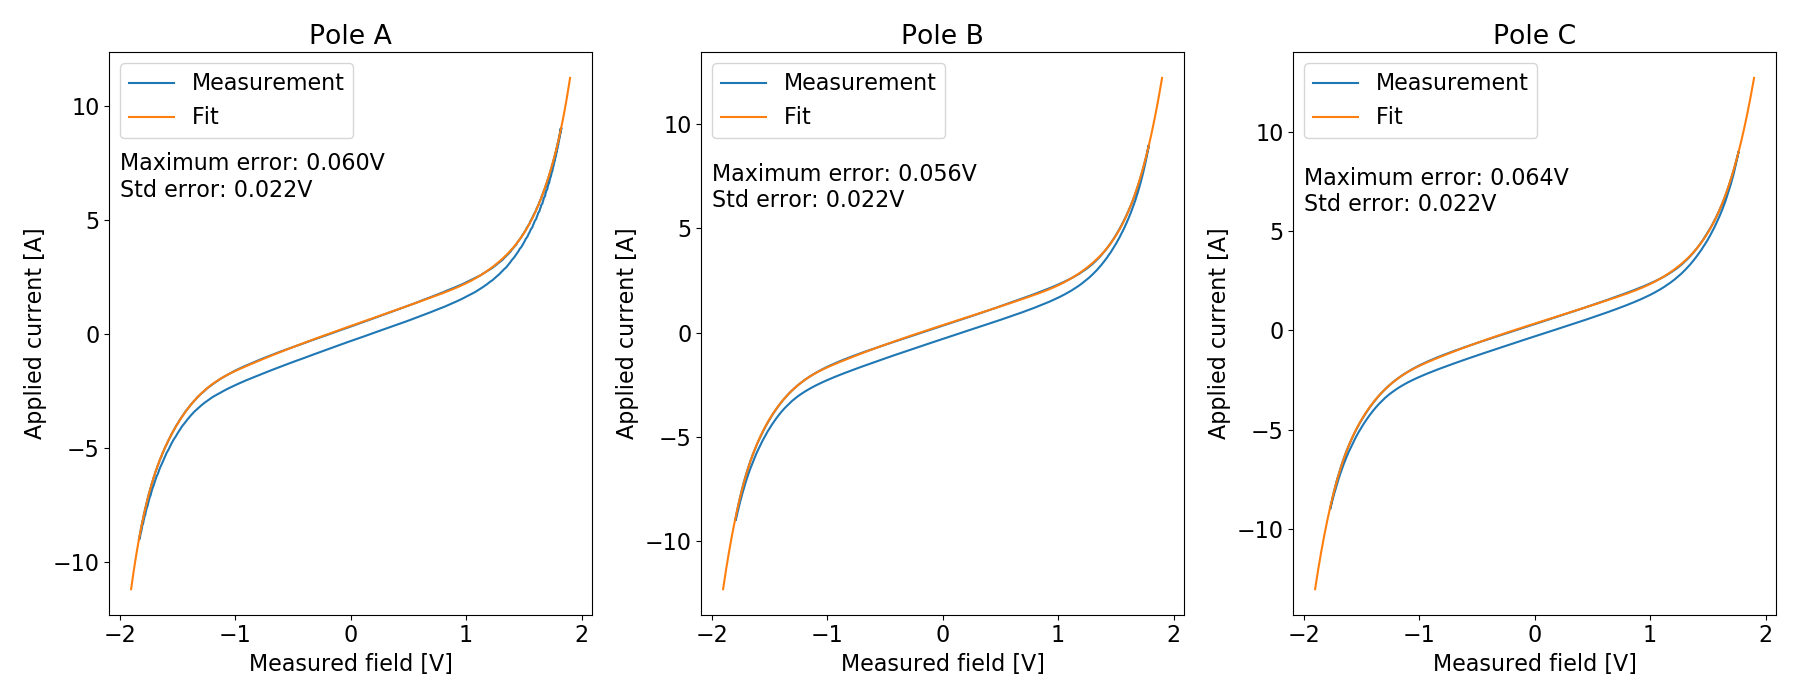 Pole A
Measurement
Fit
Maximum error: 0.060V
Std error: 0.022V
10
5
0
−5
−10
Applied current [A]
−2 −1 0 1 2
Measured field [V]
Pole B
Measurement
Fit
Maximum error: 0.056V
Std error: 0.022V
10
5
0
−5
−10
Applied current [A]
−2 −1 0 1 2
Measured field [V]
Pole C
Measurement
Fit
Maximum error: 0.064V
Std error: 0.022V
10
5
0
−5
−10
Applied current [A]
−2 −1 0 1 2
Measured field [V]